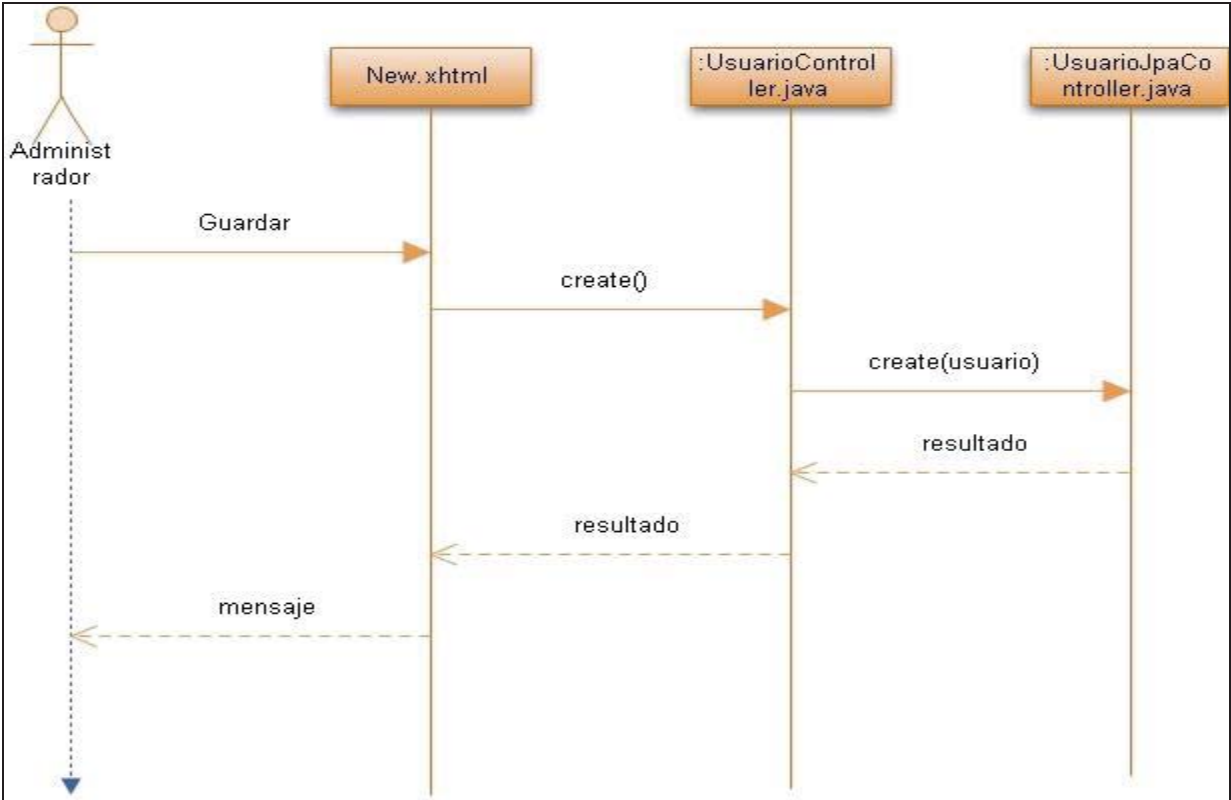 New.xhtml
:UsuarioControl
ler.java
:UsuarioJpaCo
ntroller.java
Administ
rador
Guardar
create()
create(usuario)
resultado
resultado
mensaje